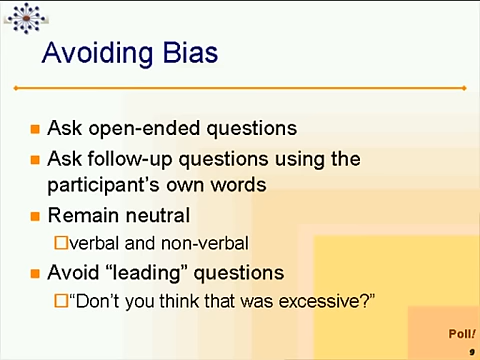 Avoiding Bias
Ask open-ended questions
Ask follow-up questions using the
participant's own words
Remain neutral
verbal and non-verbal
Avoid “leading” questions
“Don't you think that was excessive?”
Poll!
9